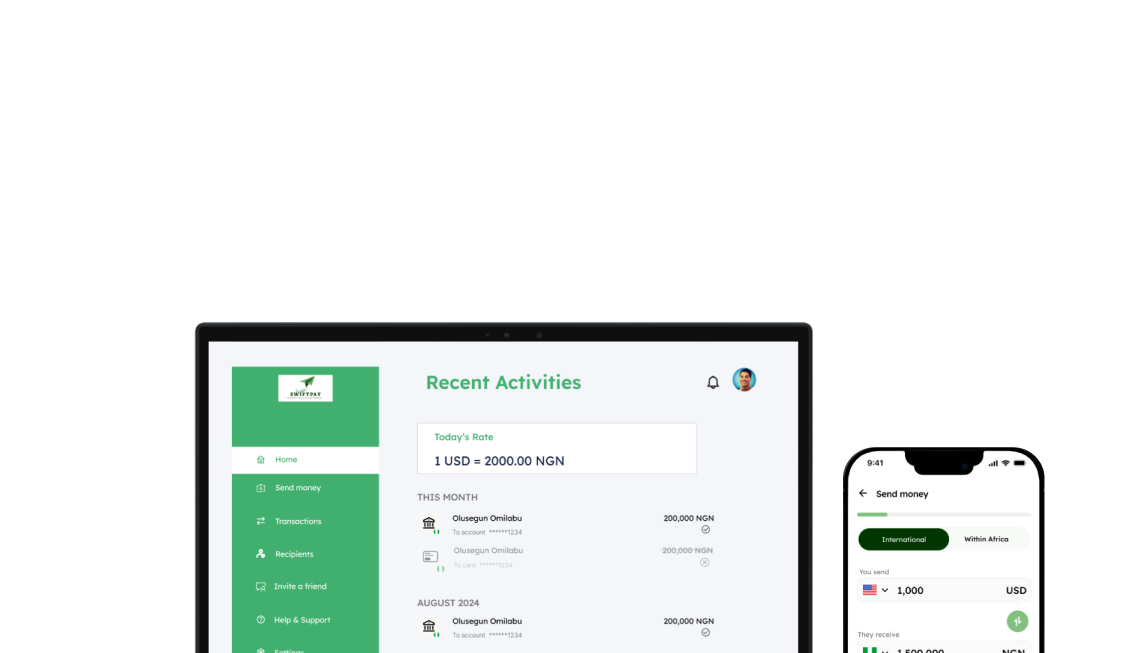 SWIFTPAY
Home
Send money
Transactions
Recipients
Invite a friend
Help & Support
Settings
Recent Activities
Today's Rate
1 USD = 2000.00 NGN
THIS MONTH
Olusegun Omilabu 200,000 NGN
To account ******1234
Olusegun Omilabu 200,000 NGN
To card ******1234
AUGUST 2024
Olusegun Omilabu 200,000 NGN
To account ******1234
9:41
Send money
International Within Africa
You send
1,000 USD
They receive
1,500,000 NGN